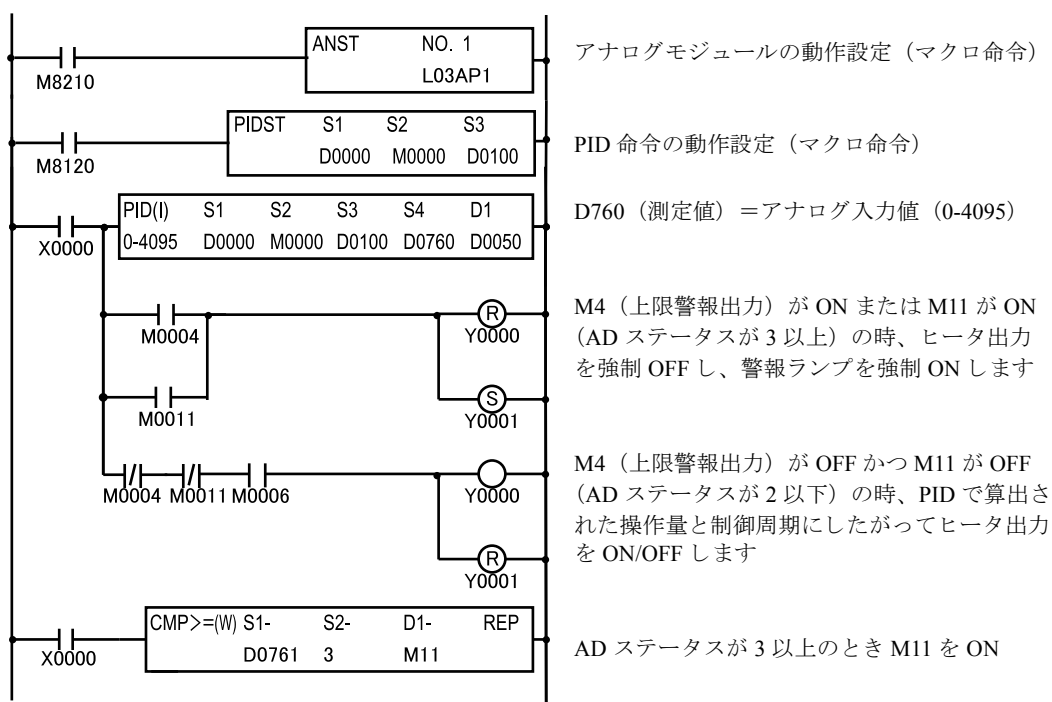 ANST NO. 1
L03AP1
M8210
アナログモジュールの動作設定（マクロ命令）
PIDST S1 S2 S3
D0000 M0000 D0100
M8120
PID 命令の動作設定（マクロ命令）
PID(I) S1 S2 S3 S4 D1
0-4095 D0000 M0000 D0100 D0760 D0050
X0000
D760（測定値）＝アナログ入力値（0-4095）
M0004
R
Y0000
M4（上限警報出力）が ON または M11 が ON
（AD ステータスが 3 以上）の時、ヒータ出力
を強制 OFF し、警報ランプを強制 ON します
M0011
S
Y0001
M0004 M0011 M0006
Y0000
M4（上限警報出力）が OFF かつ M11 が OFF
（AD ステータスが 2 以下）の時、PID で算出さ
れた操作量と制御周期にしたがってヒータ出力
を ON/OFF します
R
Y0001
CMP>=(W) S1- S2- D1- REP
D0761 3 M11
X0000
AD ステータスが 3 以上のとき M11 を ON